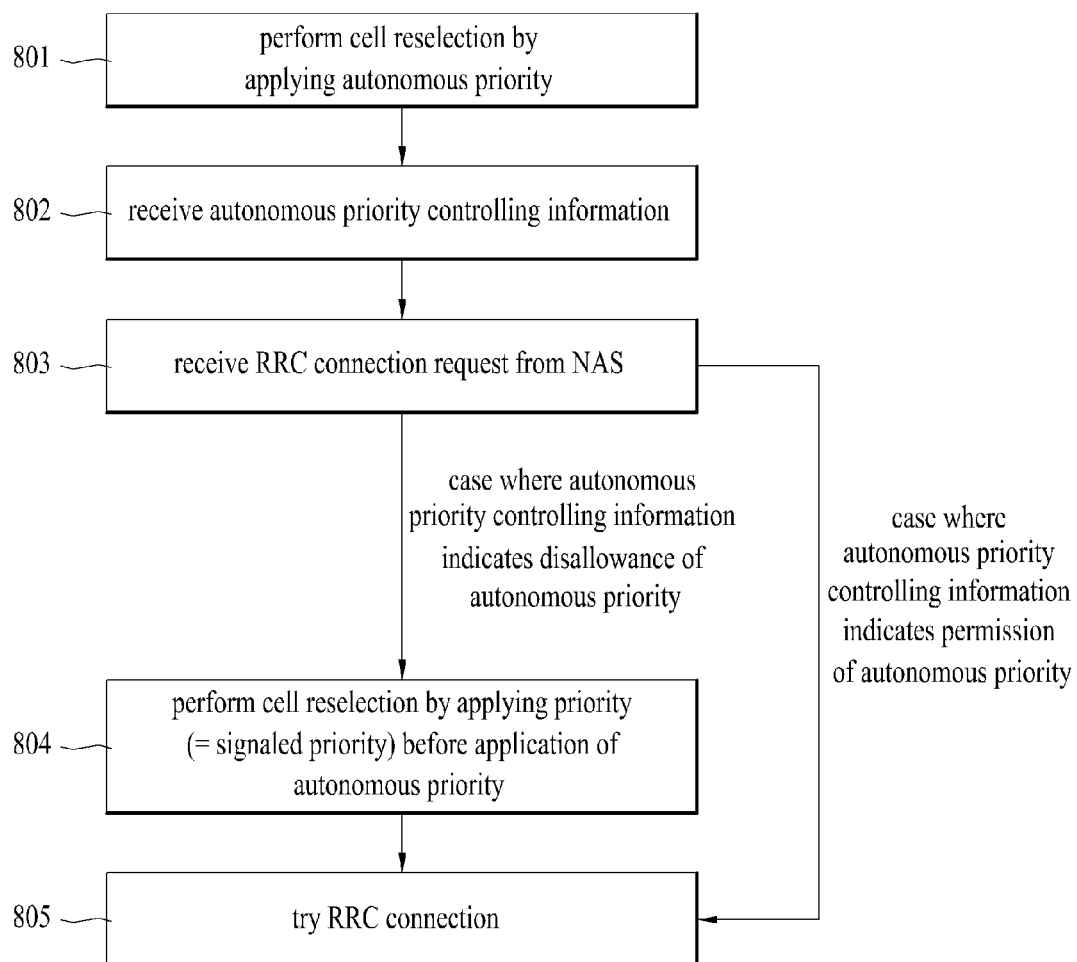 801
perform cell reselection by
applying autonomous priority
802
receive autonomous priority controlling information
803
receive RRC connection request from NAS
case where autonomous
priority controlling information
indicates disallowance of
autonomous priority
case where
autonomous priority
controlling information
indicates permission
of autonomous priority
804
perform cell reselection by applying priority
(= signaled priority) before application of
autonomous priority
805
try RRC connection